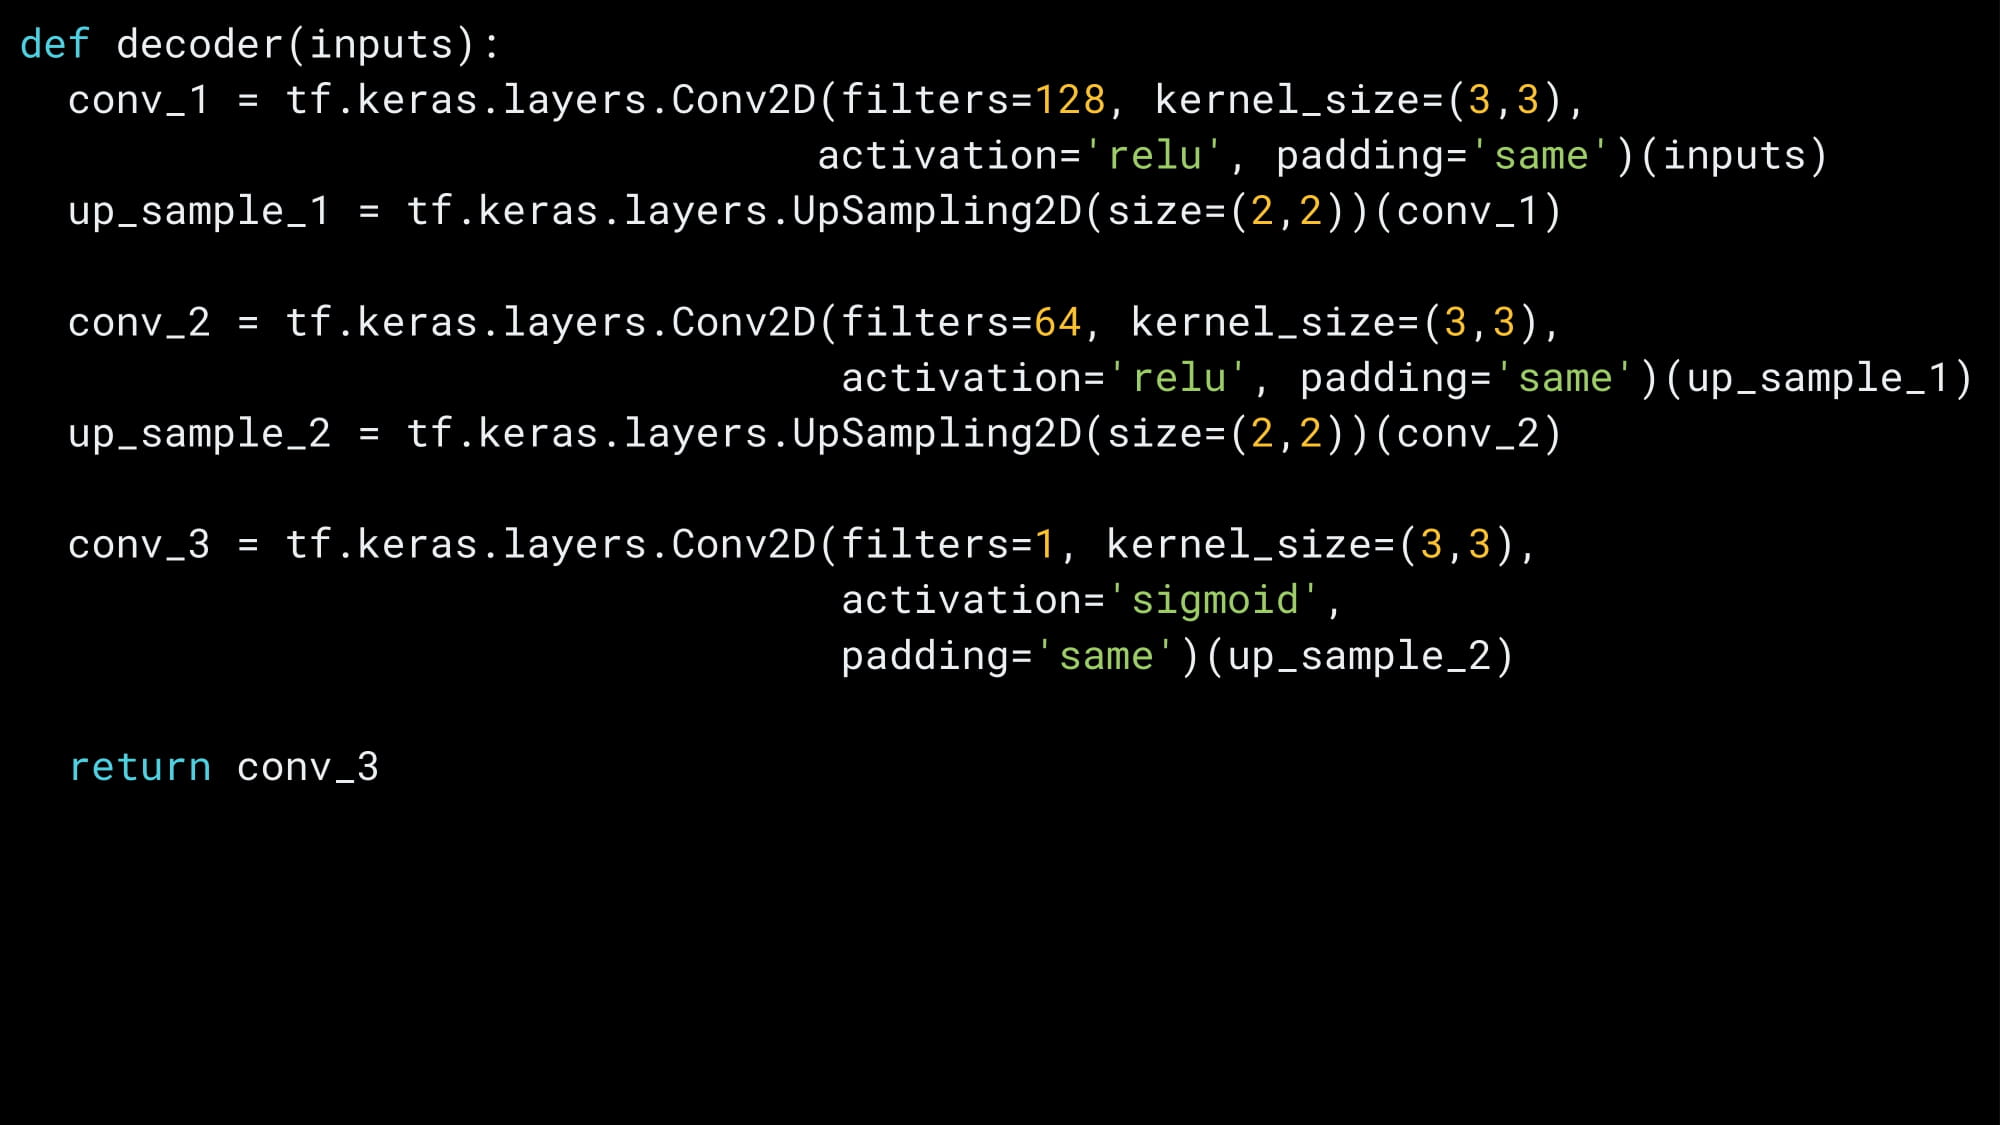 def decoder(inputs):
  conv_1 = tf.keras.layers.Conv2D(filters=128, kernel_size=(3,3),
                                 activation='relu', padding='same')(inputs)
  up_sample_1 = tf.keras.layers.UpSampling2D(size=(2,2))(conv_1)

  conv_2 = tf.keras.layers.Conv2D(filters=64, kernel_size=(3,3),
                                  activation='relu', padding='same')(up_sample_1)
  up_sample_2 = tf.keras.layers.UpSampling2D(size=(2,2))(conv_2)

  conv_3 = tf.keras.layers.Conv2D(filters=1, kernel_size=(3,3),
                                  activation='sigmoid',
                                  padding='same')(up_sample_2)

  return conv_3